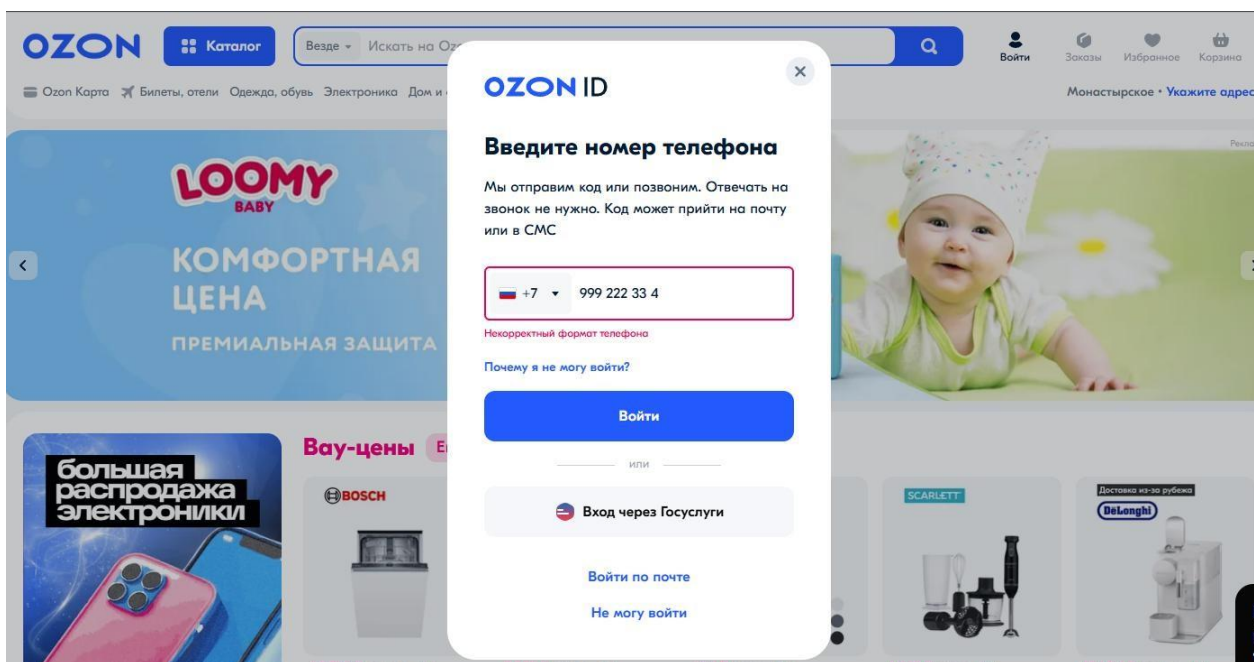 OZON
Каталог
Везде
Искать на Oz
Войти
Заказы
Избранное
Корзина
Ozon Карта
Билеты, отели
Одежда, обувь
Электроника
Дом и
Монастырское • Укажите адрес
LOOMY
BABY
КОМФОРТНАЯ
ЦЕНА
ПРЕМИАЛЬНАЯ ЗАЩИТА
OZON ID
Введите номер телефона
Мы отправим код или позвоним. Отвечать на
звонок не нужно. Код может прийти на почту
или в СМС
+7 999 222 33 4
Некорректный формат телефона
Почему я не могу войти?
Войти
или
Вход через Госуслуги
Войти по почте
Не могу войти
большая
распродажа
электроники
Вау-цены
BOSCH
SCARLETT
Доставка из-за рубежа
DeLonghi